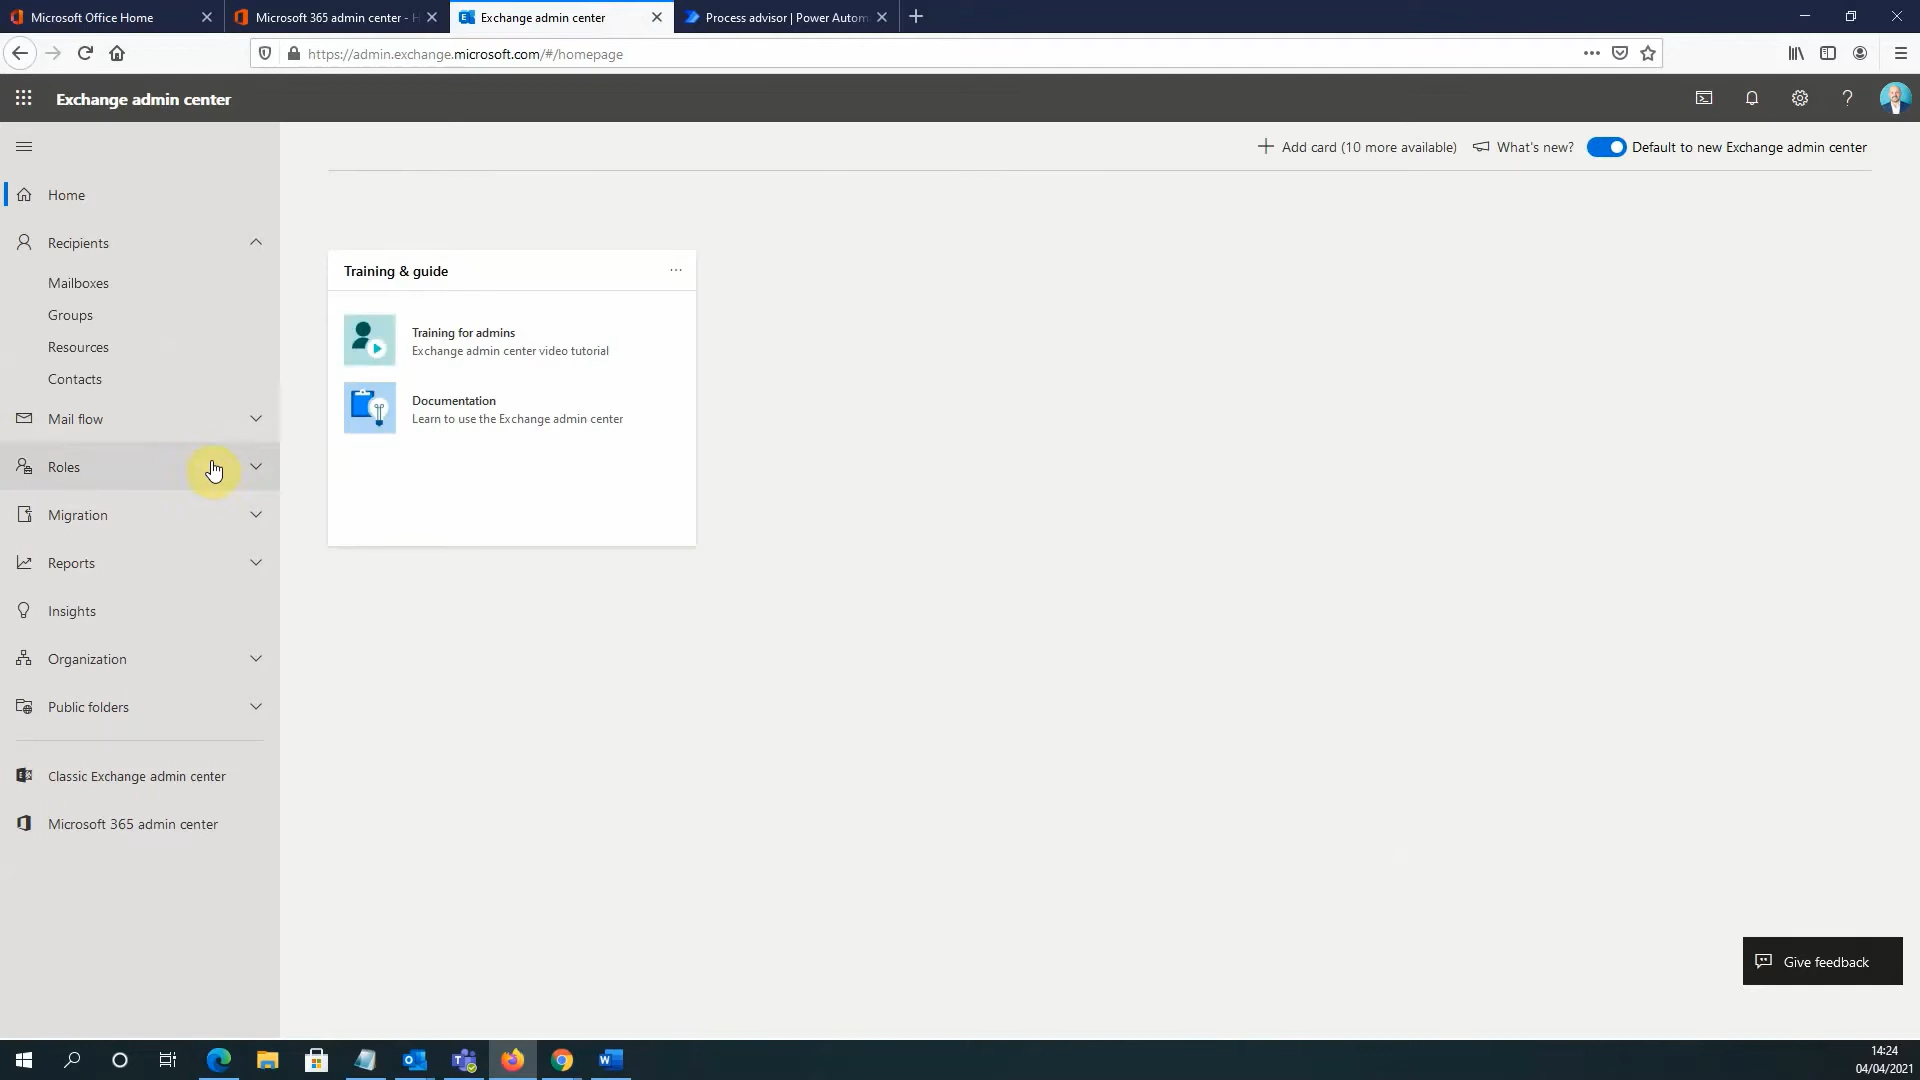 Microsoft Office Home
Microsoft 365 admin center - H
Exchange admin center
Process advisor | Power Autom
https://admin.exchange.microsoft.com/#/homepage
Exchange admin center
Add card (10 more available)
What's new?
Default to new Exchange admin center
Home
Recipients
Mailboxes
Groups
Resources
Contacts
Mail flow
Roles
Migration
Reports
Insights
Organization
Public folders
Classic Exchange admin center
Microsoft 365 admin center
Training & guide
Training for admins
Exchange admin center video tutorial
Documentation
Learn to use the Exchange admin center
Give feedback
14:24
04/04/2021